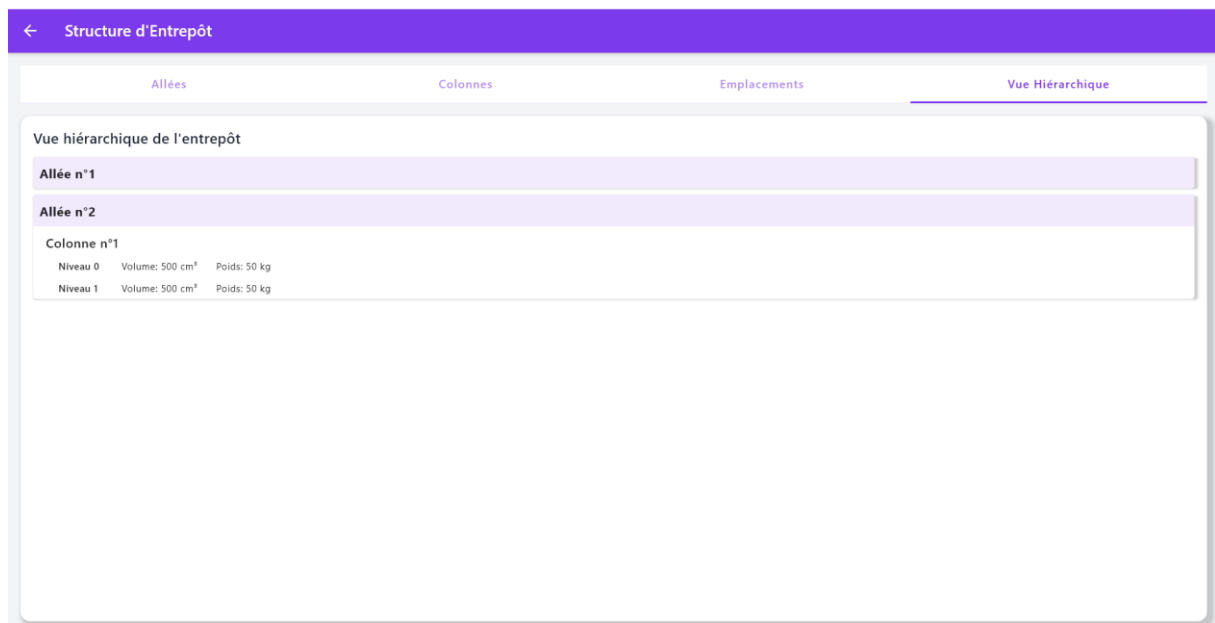 Structure d'Entrepôt
Allées Colonnes Emplacements Vue Hiérarchique
Vue hiérarchique de l'entrepôt
Allée n°1
Allée n°2
Colonne n°1
Niveau 0 Volume: 500 cm³ Poids: 50 kg
Niveau 1 Volume: 500 cm³ Poids: 50 kg